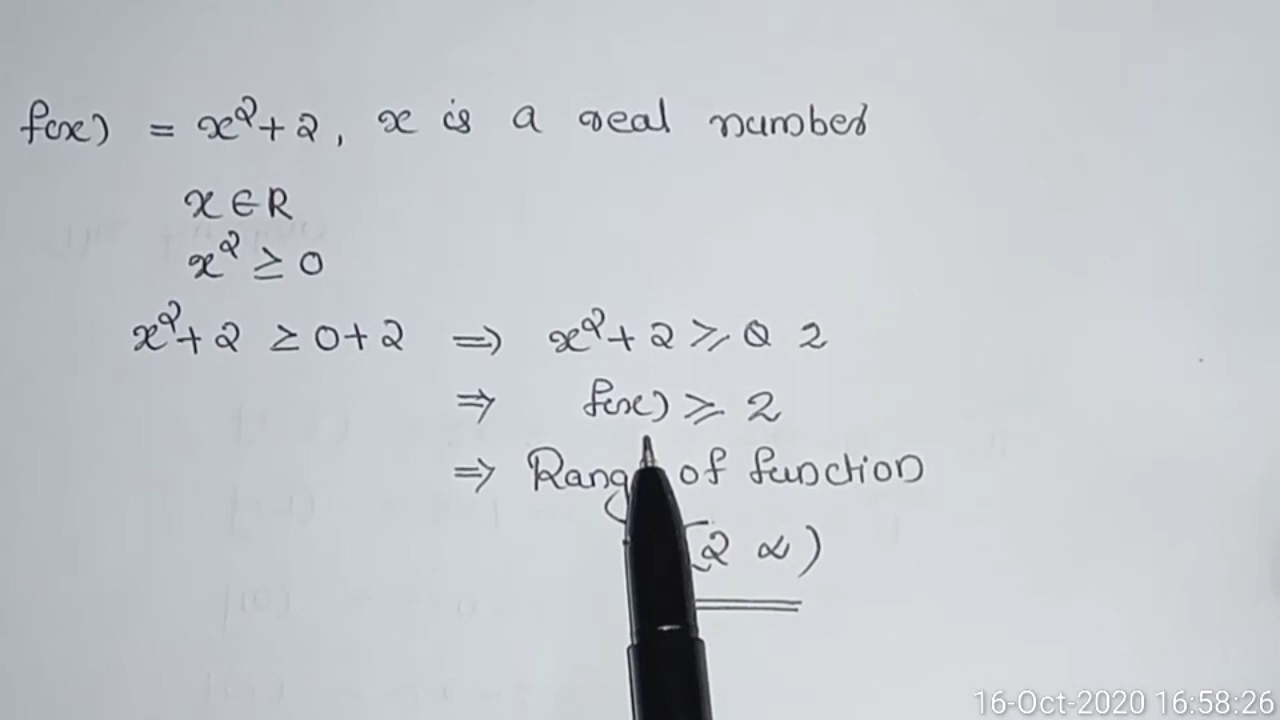 f(x) = x²+2, x is a real number
x∈R
x² ≥ 0
x²+2 ≥ 0+2 ⇒ x²+2 ⩾ 2
⇒ f(x) ⩾ 2
⇒ Rang of function
[2 ∝)
16-Oct-2020 16:58:26